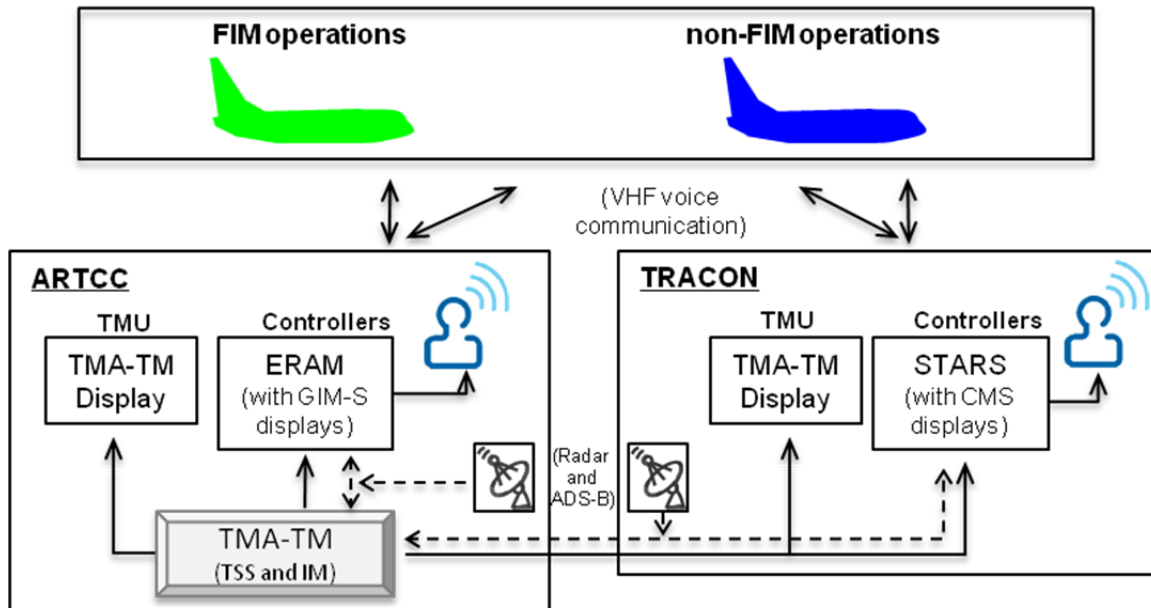 FIM operations
non-FIM operations
(VHF voice
communication)
ARTCC
TMU
Controllers
TMA-TM
Display
ERAM
(with GIM-S
displays)
TMA-TM
(TSS and IM)
(Radar
and
ADS-B)
TRACON
TMU
Controllers
TMA-TM
Display
STARS
(with CMS
displays)